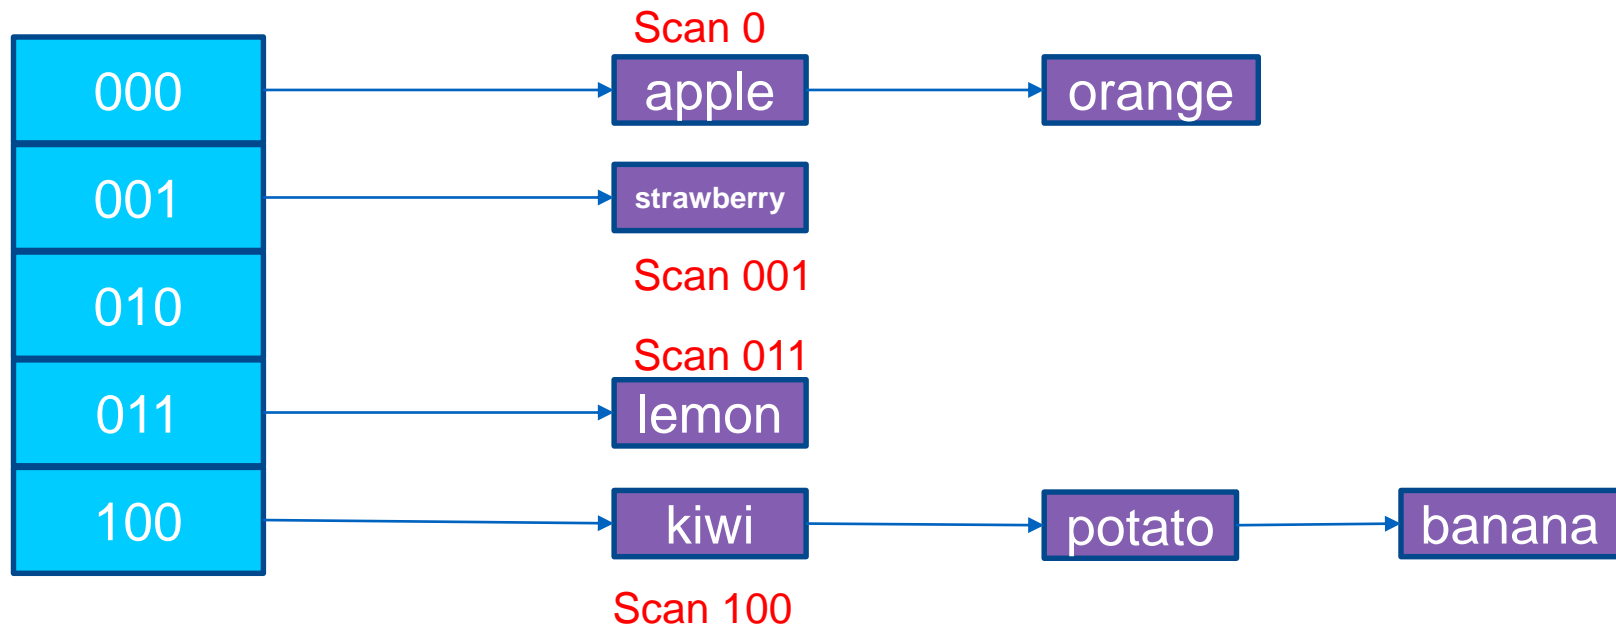 Scan 0
000 apple orange
001 strawberry
Scan 001
010
Scan 011
011 lemon
100 kiwi potato banana
Scan 100